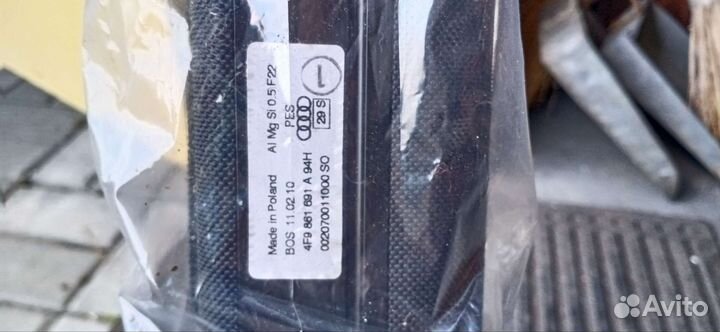 Made in Poland Al Mg Si 0.5 F22
BOS 11.02.10 PES
4F9 861 691 A 94H 29 S
002070011000 SO
Avito